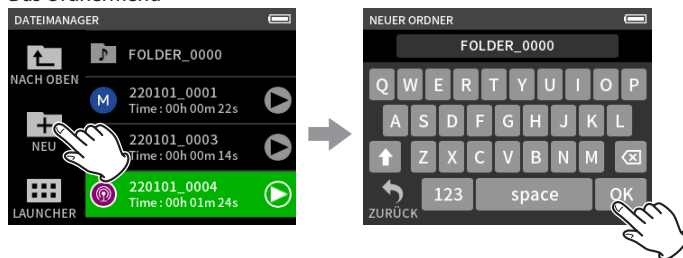 Das Ordnermenü
DATEIMANAGER
NACH OBEN
FOLDER_0000
M
220101_0001
Time : 00h 00m 22s
NEU
220101_0003
Time : 00h 00m 14s
LAUNCHER
220101_0004
Time : 00h 01m 24s
NEUER ORDNER
FOLDER_0000
Q W E R T Y U I O P
A S D F G H J K L
Z X C V B N M
ZURÜCK
123
space
OK